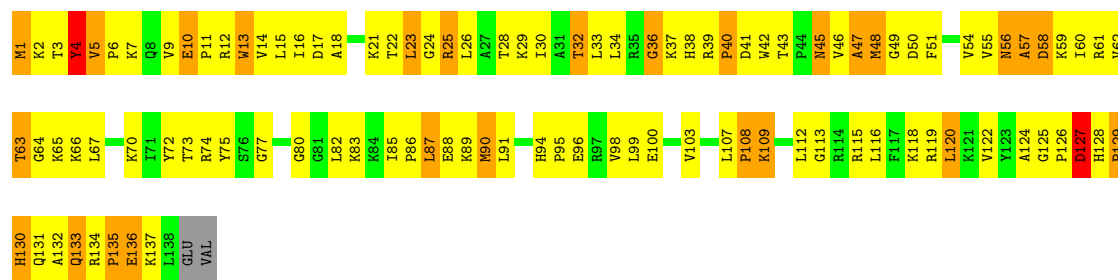 M1 K2 T3 Y4 V5 P6 K7 Q8 V9 E10 P11 R12 W13 V14 L15 I16 D17 A18 K21 T22 L23 G24 R25 L26 A27 T28 K29 I30 A31 T32 L33 L34 R35 G36 K37 H38 R39 P40 D41 W42 T43 P44 N45 V46 A47 M48 G49 D50 F51 V54 V55 N56 A57 D58 K59 I60 R61 V62
T63 G64 K65 K66 L67 K70 I71 Y72 T73 R74 Y75 S76 G77 G80 G81 L82 K83 K84 I85 P86 L87 E88 K89 M90 L91 H94 P95 E96 R97 V98 L99 E100 V103 L107 P108 K109 L112 G113 R114 R115 L116 F117 K118 R119 L120 K121 V122 Y123 A124 G125 P126 D127 H128 P129
H130 Q131 A132 Q133 R134 P135 E136 K137 L138 GLU VAL